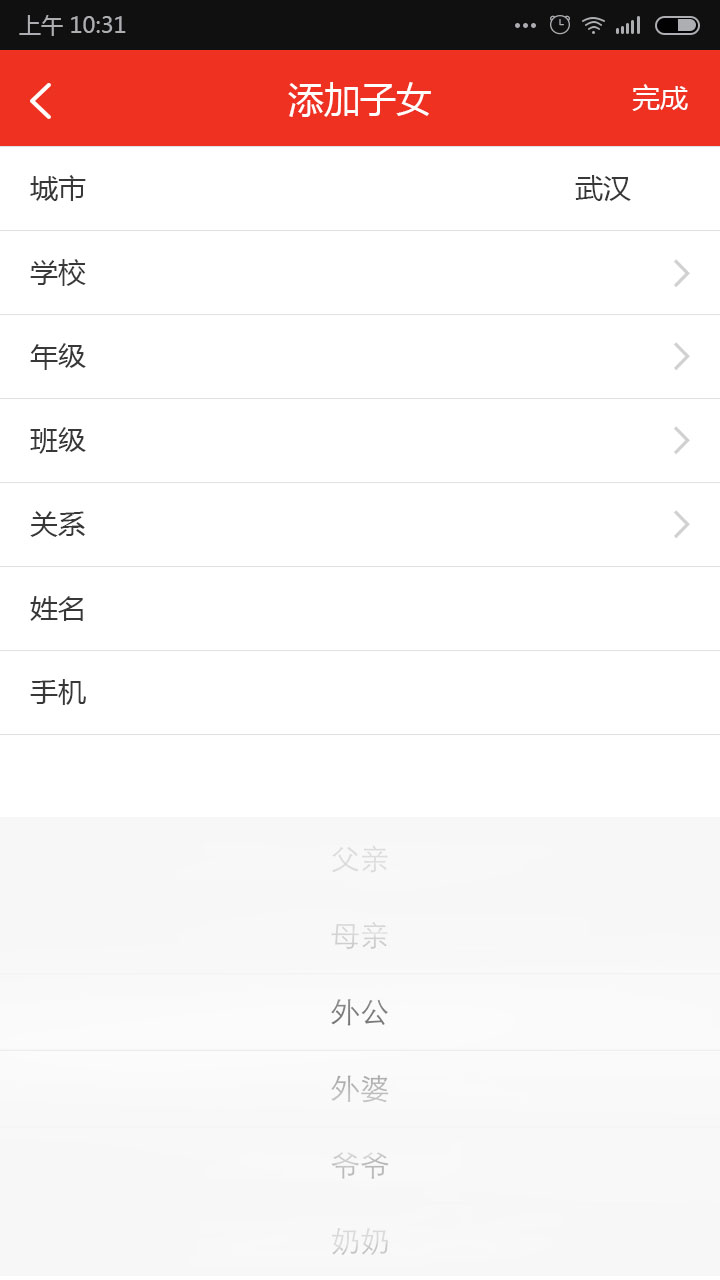 上午 10:31
添加子女 完成
城市 武汉
学校
年级
班级
关系
姓名
手机
父亲
母亲
外公
外婆
爷爷
奶奶